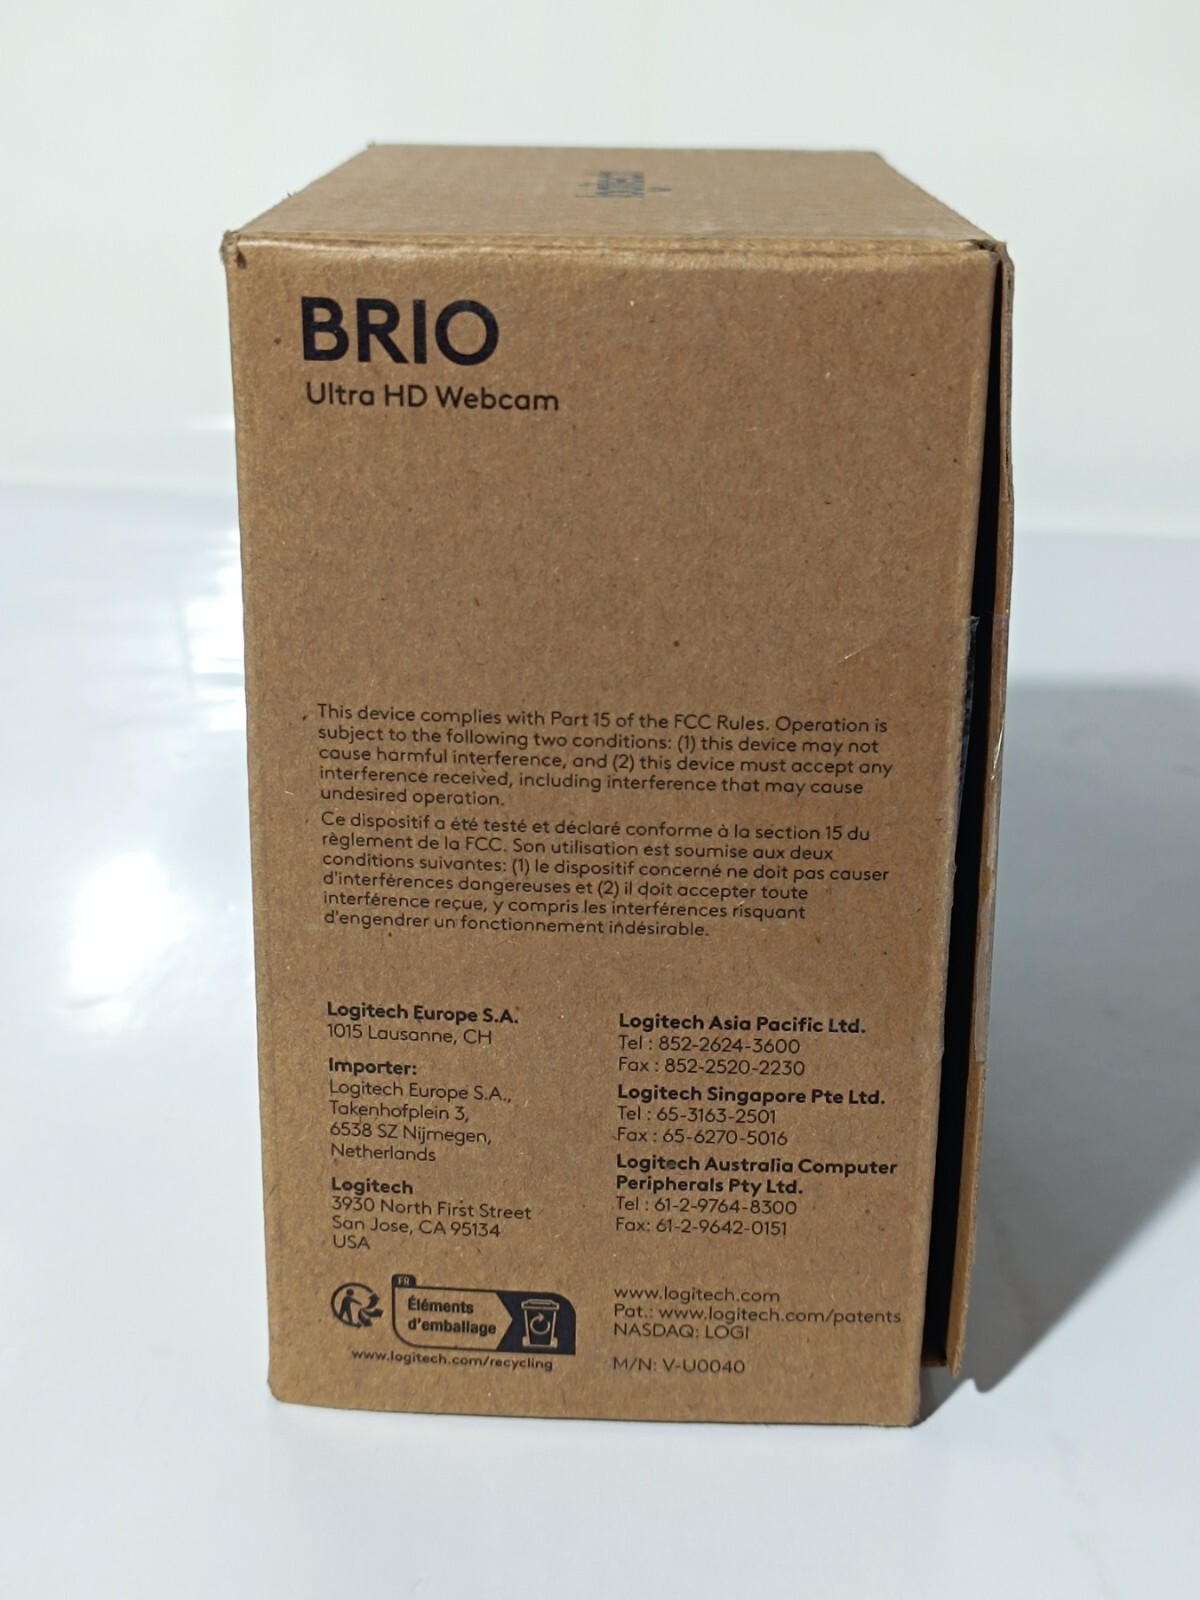 logitech
BRIO
Ultra HD Webcam
This device complies with Part 15 of the FCC Rules. Operation is
subject to the following two conditions: (1) this device may not
cause harmful interference, and (2) this device must accept any
interference received, including interference that may cause
undesired operation.
Ce dispositif a été testé et déclaré conforme à la section 15 du
règlement de la FCC. Son utilisation est soumise aux deux
conditions suivantes: (1) le dispositif concerné ne doit pas causer
d'interférences dangereuses et (2) il doit accepter toute
interférence reçue, y compris les interférences risquant
d'engendrer un fonctionnement indésirable.
Logitech Europe S.A.
1015 Lausanne, CH
Importer:
Logitech Europe S.A.,
Takenhofplein 3,
6538 SZ Nijmegen,
Netherlands
Logitech
3930 North First Street
San Jose, CA 95134
USA
FR
Éléments
d'emballage
www.logitech.com/recycling
Logitech Asia Pacific Ltd.
Tel : 852-2624-3600
Fax : 852-2520-2230
Logitech Singapore Pte Ltd.
Tel : 65-3163-2501
Fax : 65-6270-5016
Logitech Australia Computer
Peripherals Pty Ltd.
Tel : 61-2-9764-8300
Fax: 61-2-9642-0151
www.logitech.com
Pat.: www.logitech.com/patents
NASDAQ: LOGI
M/N: V-U0040